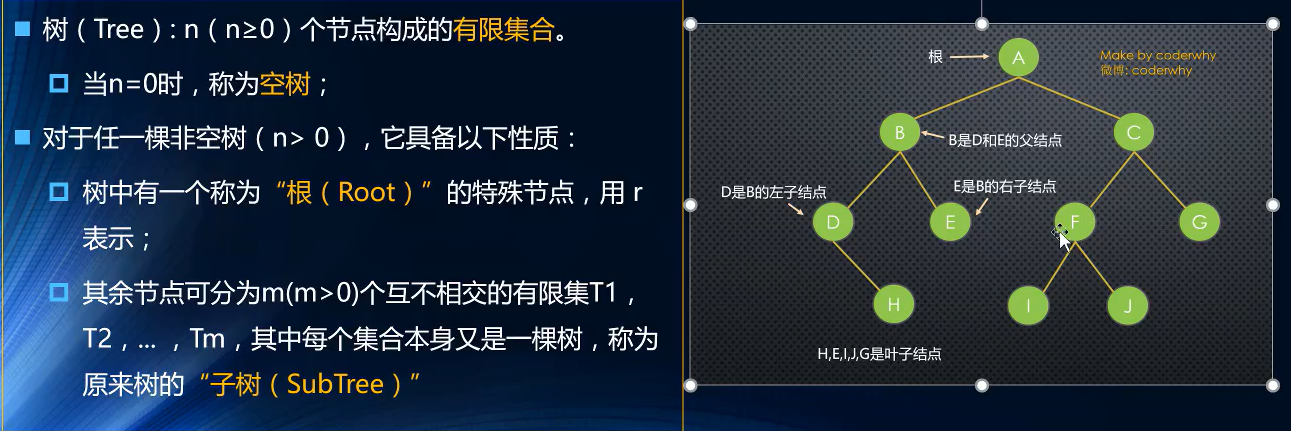 树（Tree）: n（n≥0）个节点构成的有限集合。
当n=0时，称为空树；
对于任一棵非空树（n> 0），它具备以下性质：
树中有一个称为“根（Root）”的特殊节点，用 r
表示；
其余节点可分为m(m>0)个互不相交的有限集T1，
T2，... ，Tm，其中每个集合本身又是一棵树，称为
原来树的“子树（SubTree）”
根
A
Make by coderwhy
微博: coderwhy
B
C
B是D和E的父结点
D是B的左子结点
E是B的右子结点
D
E
F
G
H
I
J
H,E,I,J,G是叶子结点